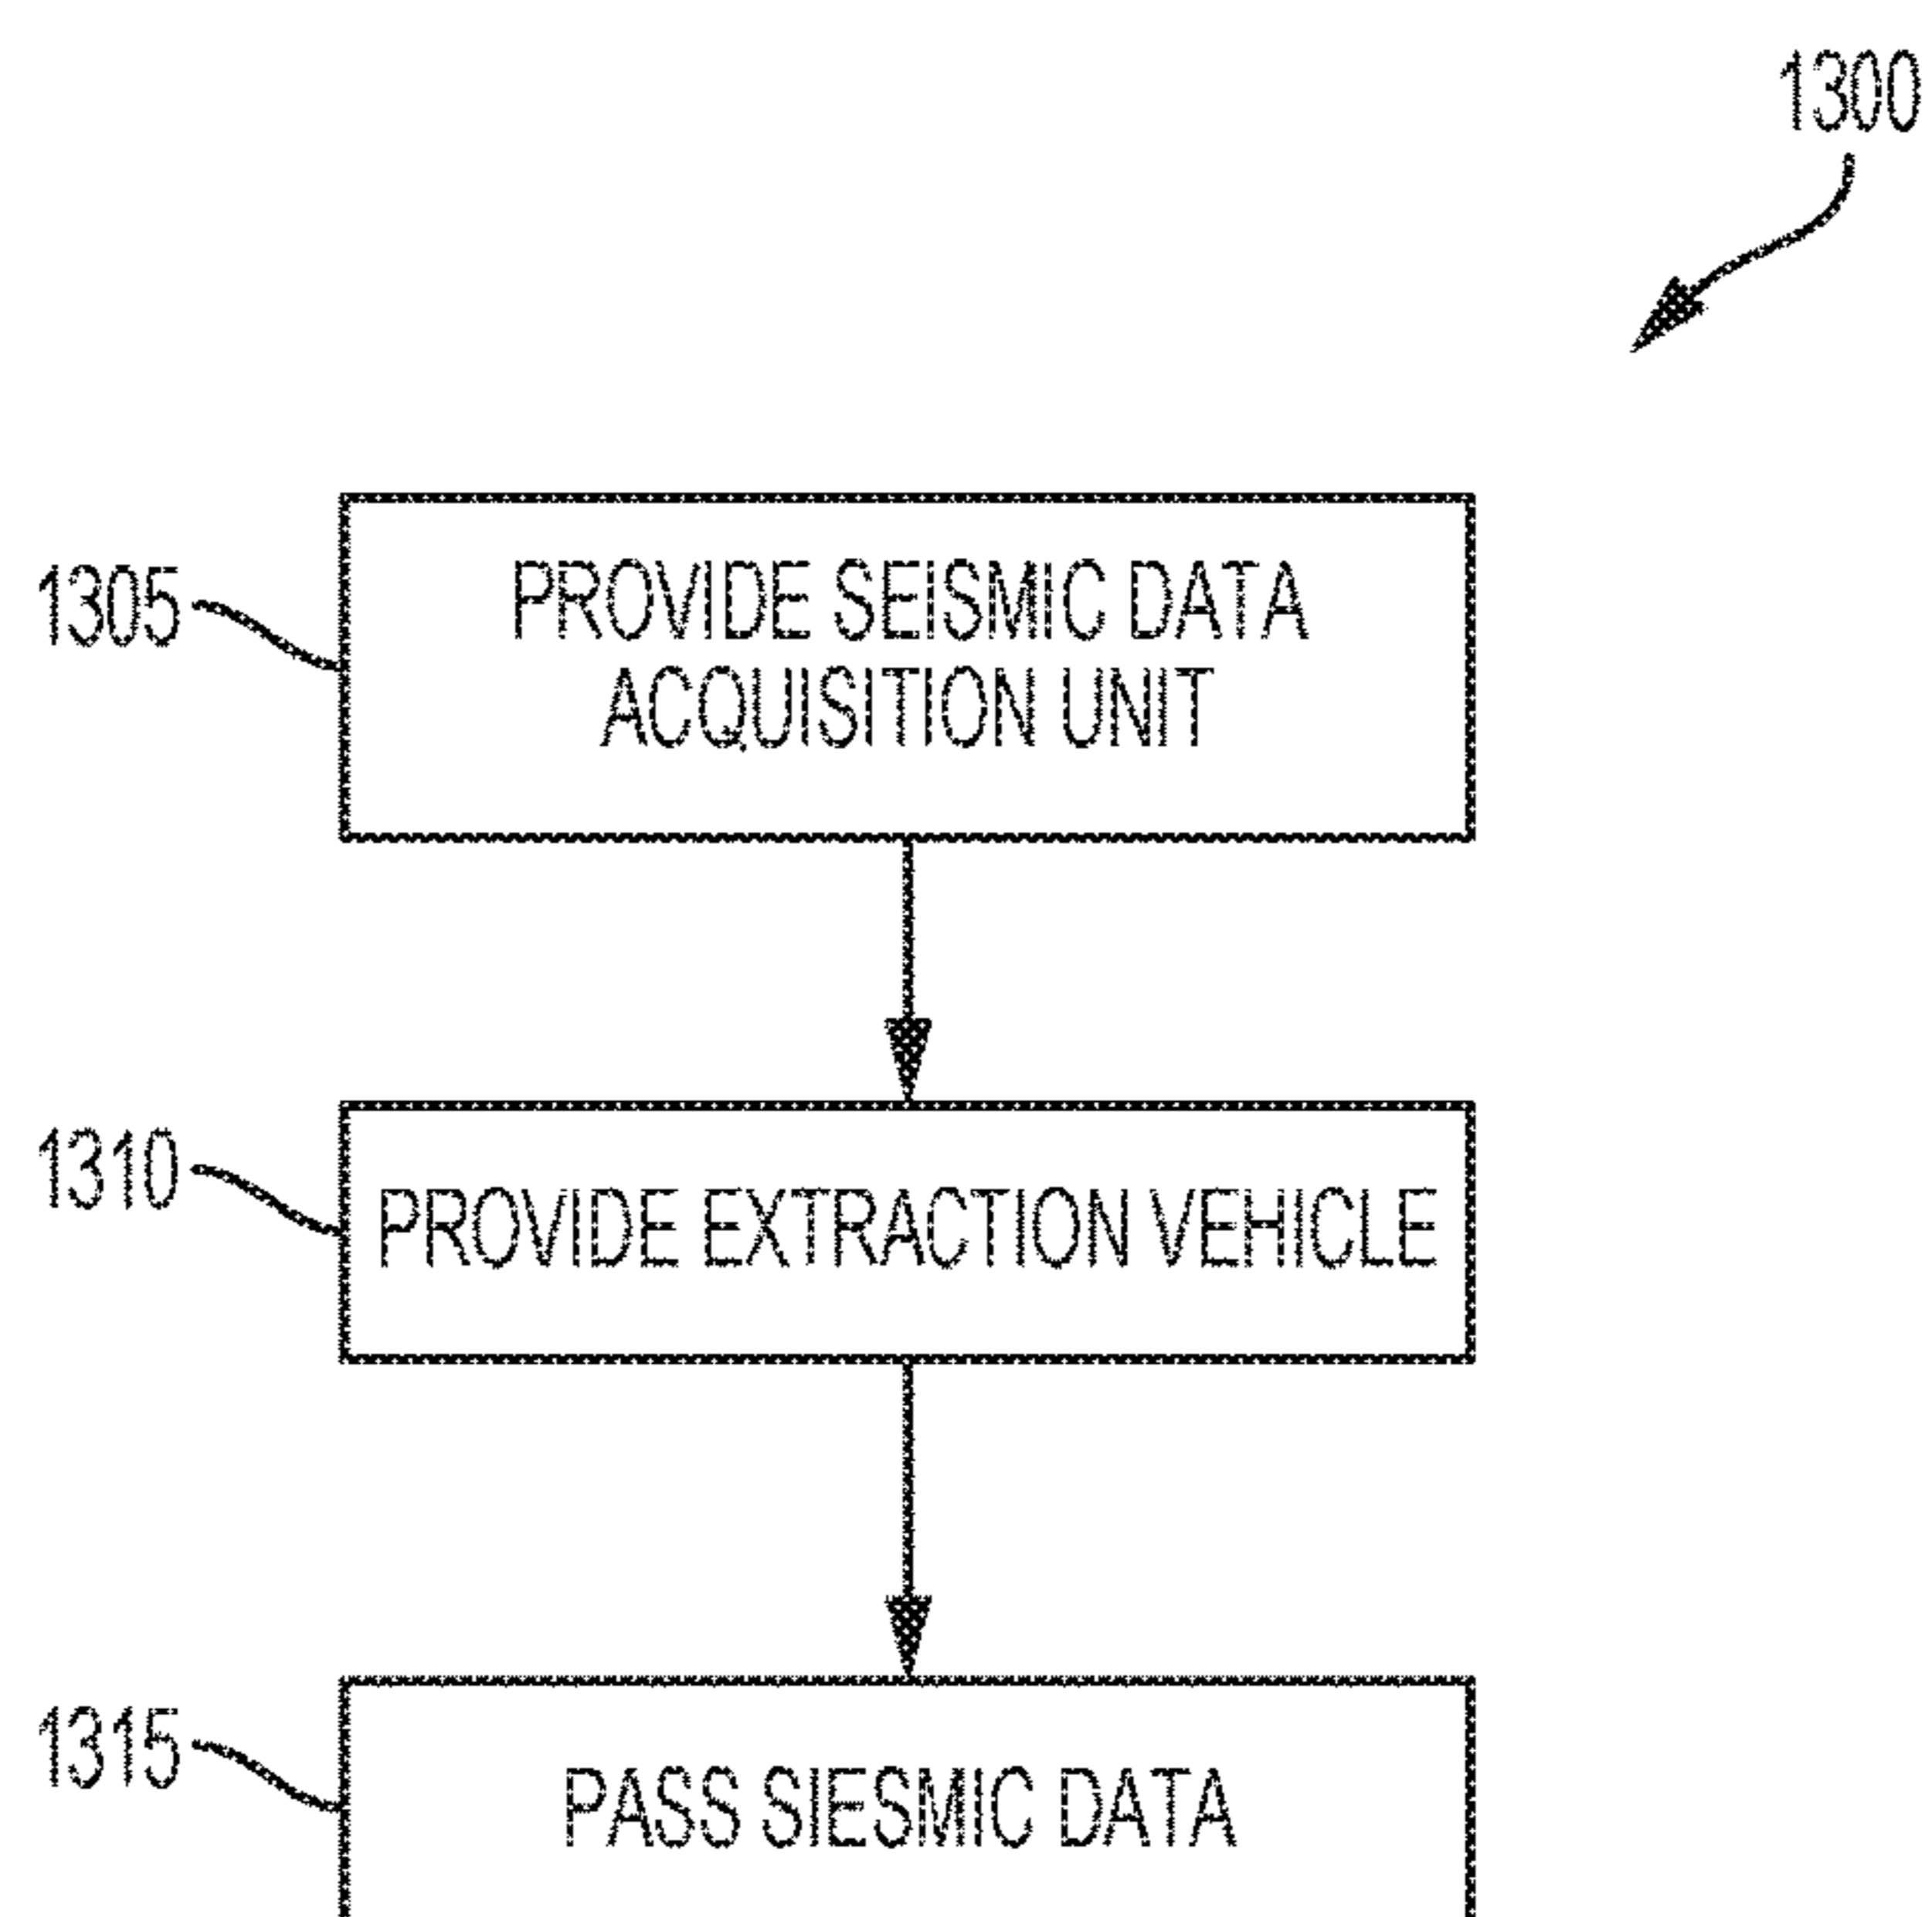 1300
1305
PROVIDE SEISMIC DATA
ACQUISITION UNIT
1310
PROVIDE EXTRACTION VEHICLE
1315
PASS SIESMIC DATA